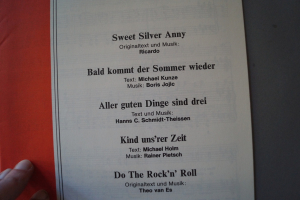 Sweet Silver Anny
Originaltext und Musik:
Ricardo
Bald kommt der Sommer wieder
Text: Michael Kunze
Musik: Boris Jojic
Aller guten Dinge sind drei
Text und Musik:
Hanns C. Schmidt-Theissen
Kind uns'rer Zeit
Text: Michael Holm
Musik: Rainer Pietsch
Do The Rock'n' Roll
Originaltext und Musik:
Theo van Es